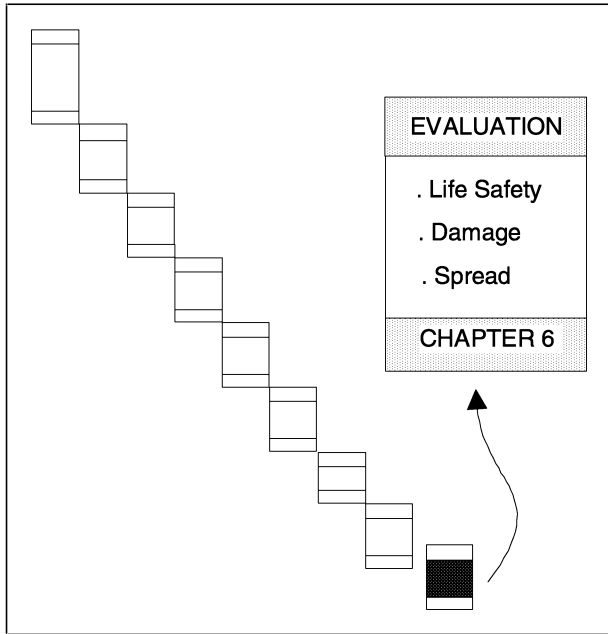 EVALUATION
. Life Safety
. Damage
. Spread
CHAPTER 6